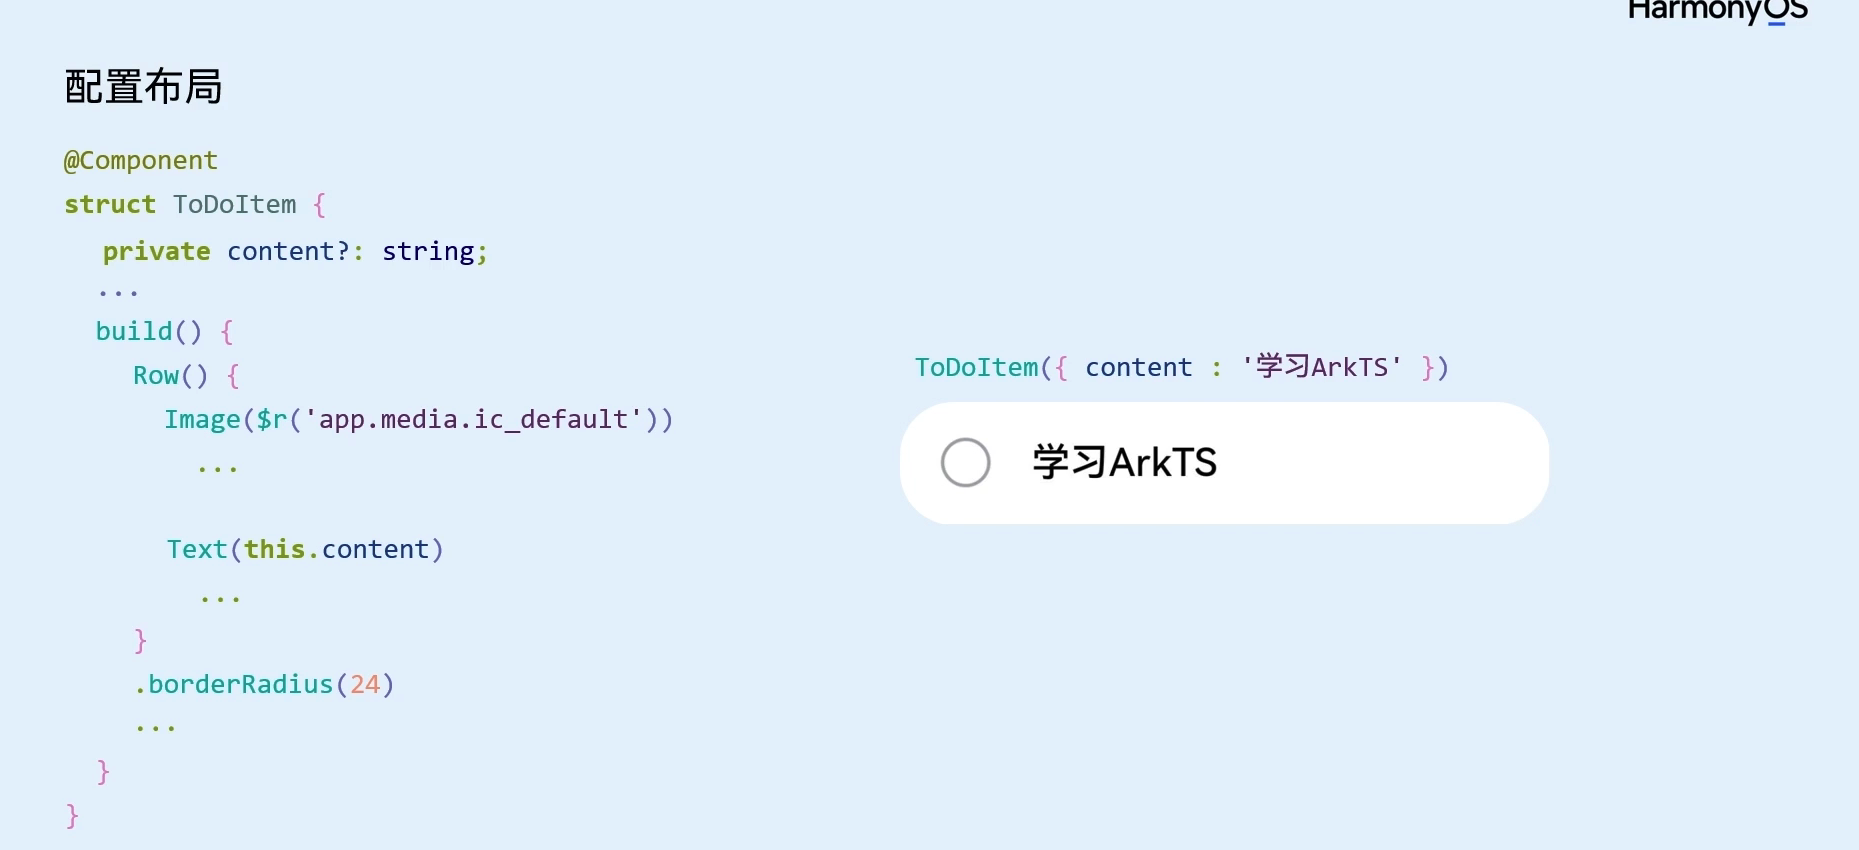 HarmonyOS
配置布局
@Component
struct ToDoItem {
private content?: string;
...
build() {
Row() {
Image($r('app.media.ic_default'))
...
Text(this.content)
...
}
.borderRadius(24)
...
}
}
ToDoItem({ content : '学习ArkTS' })
学习ArkTS